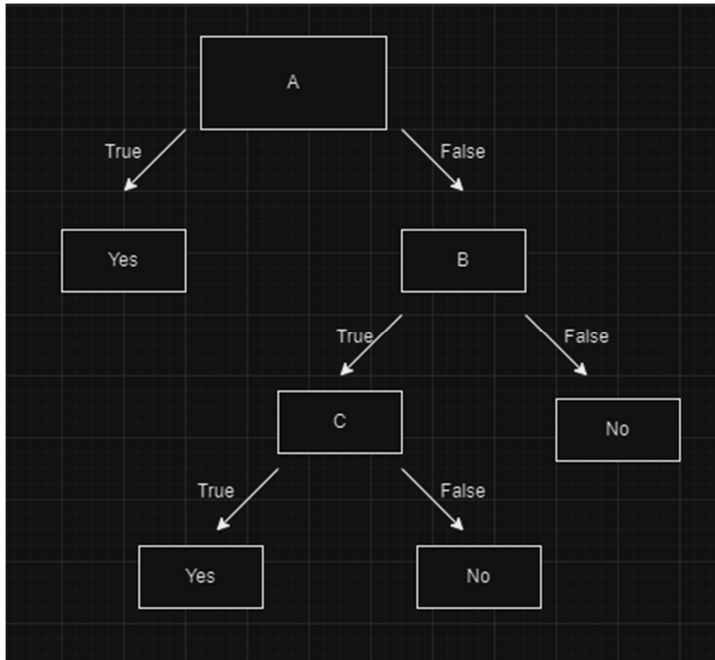 A
True
False
Yes
B
True
False
C
No
True
False
Yes
No